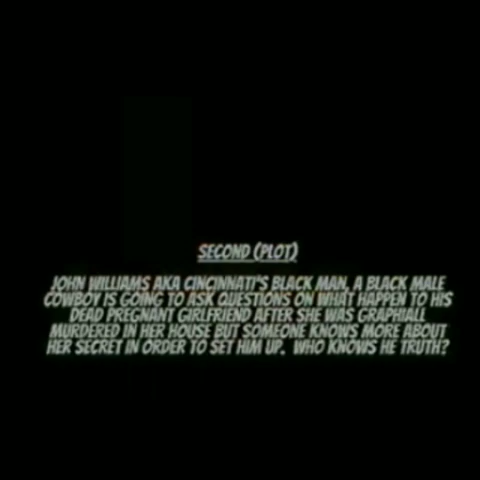 SECOND (PLOT)
JOHN WILLIAMS AKA CINCINNATI'S BLACK MAN, A BLACK MALE
COWBOY IS GOING TO ASK QUESTIONS ON WHAT HAPPEN TO HIS
DEAD PREGNANT GIRLFRIEND AFTER SHE WAS GRAPHIALL
MURDERED IN HER HOUSE BUT SOMEONE KNOWS MORE ABOUT
HER SECRET IN ORDER TO SET HIM UP. WHO KNOWS HE TRUTH?